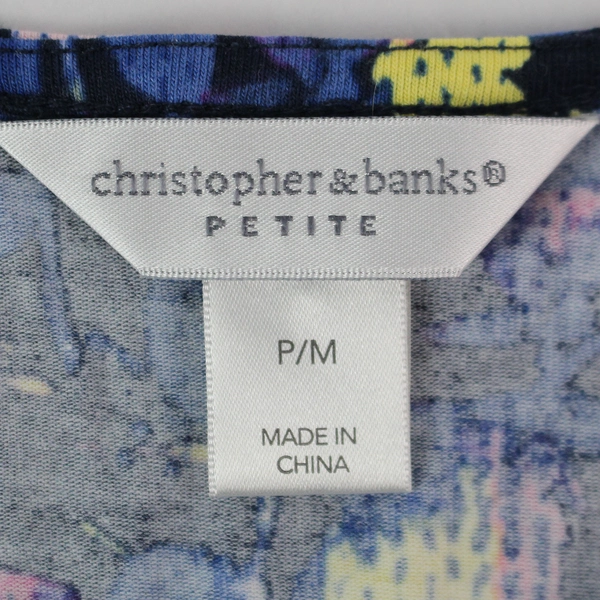 christopher & banks®
PETITE
P/M
MADE IN
CHINA